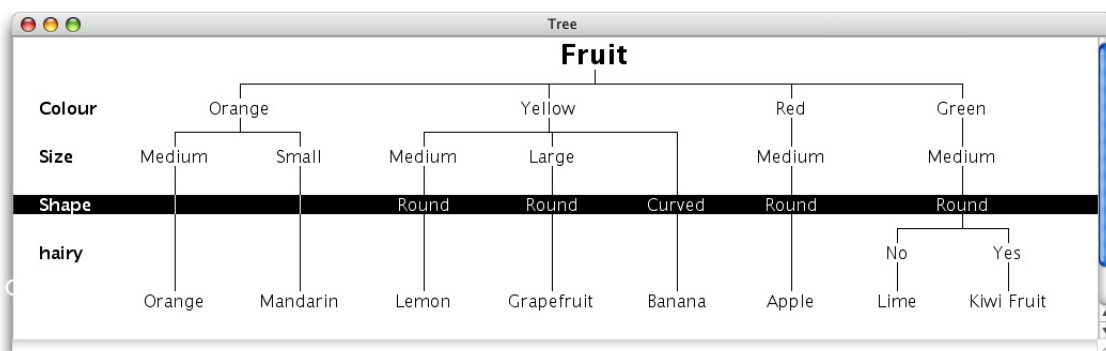 Tree
Fruit
Colour Orange Yellow Red Green
Size Medium Small Medium Large Medium Medium
Shape Round Round Curved Round Round
hairy No Yes
Orange Mandarin Lemon Grapefruit Banana Apple Lime Kiwi Fruit